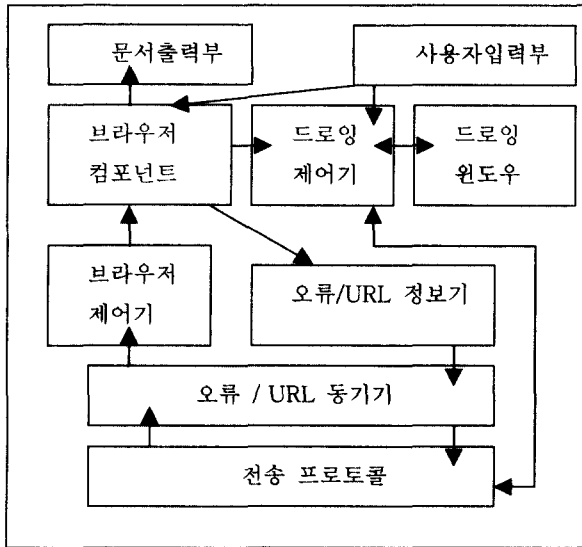 문서출력부
사용자입력부
브라우저
컴포넌트
드로잉
제어기
드로잉
윈도우
브라우저
제어기
오류/URL 정보기
오류 / URL 동기기
전송 프로토콜